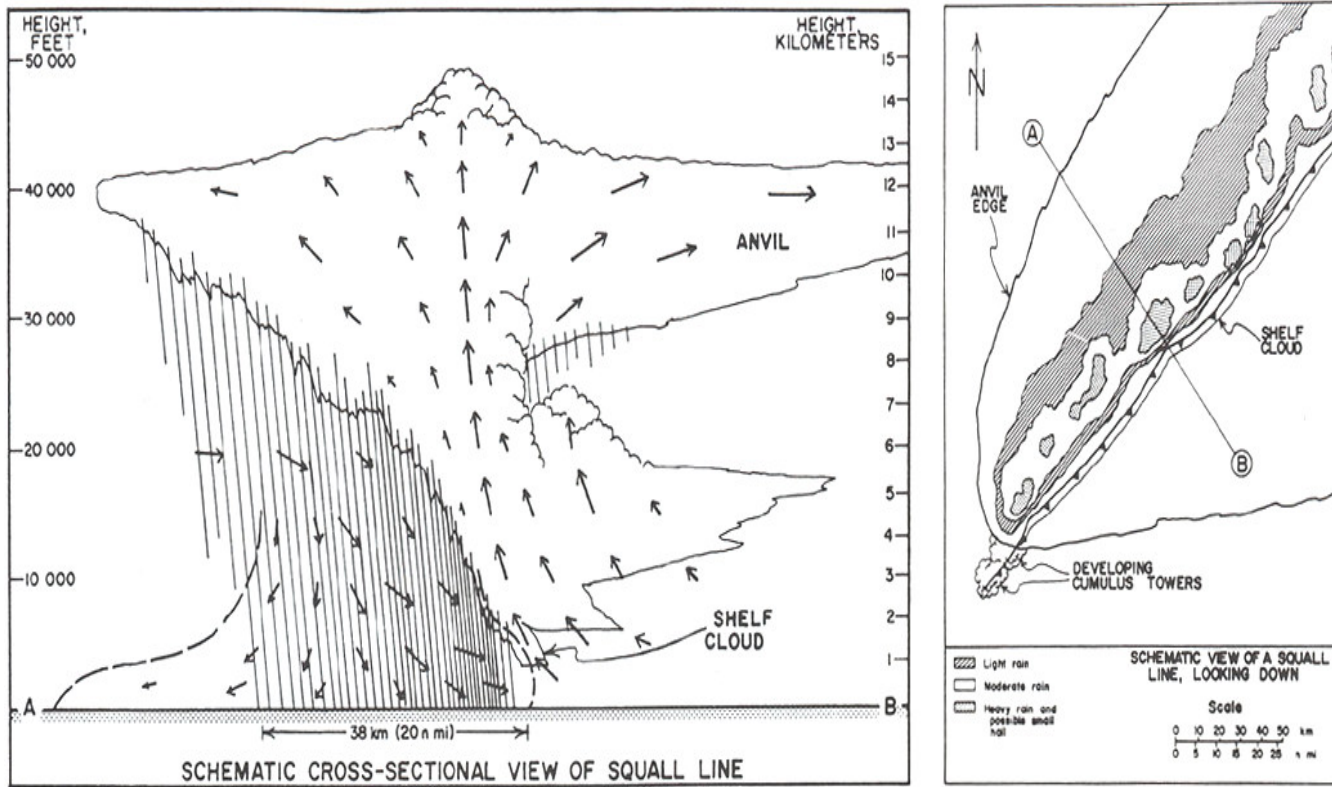 HEIGHT, FEET
50 000
40 000
30 000
20 000
10 000
A
HEIGHT, KILOMETERS
15
14
13
12
11
10
9
8
7
6
5
4
3
2
1
B
ANVIL
SHELF CLOUD
38 km (20 n mi)
SCHEMATIC CROSS-SECTIONAL VIEW OF SQUALL LINE
N
A
ANVIL EDGE
SHELF CLOUD
B
DEVELOPING CUMULUS TOWERS
Light rain
Moderate rain
Heavy rain and
possible small
hail
SCHEMATIC VIEW OF A SQUALL
LINE, LOOKING DOWN
Scale
0 10 20 30 40 50 km
0 5 10 15 20 25 n mi